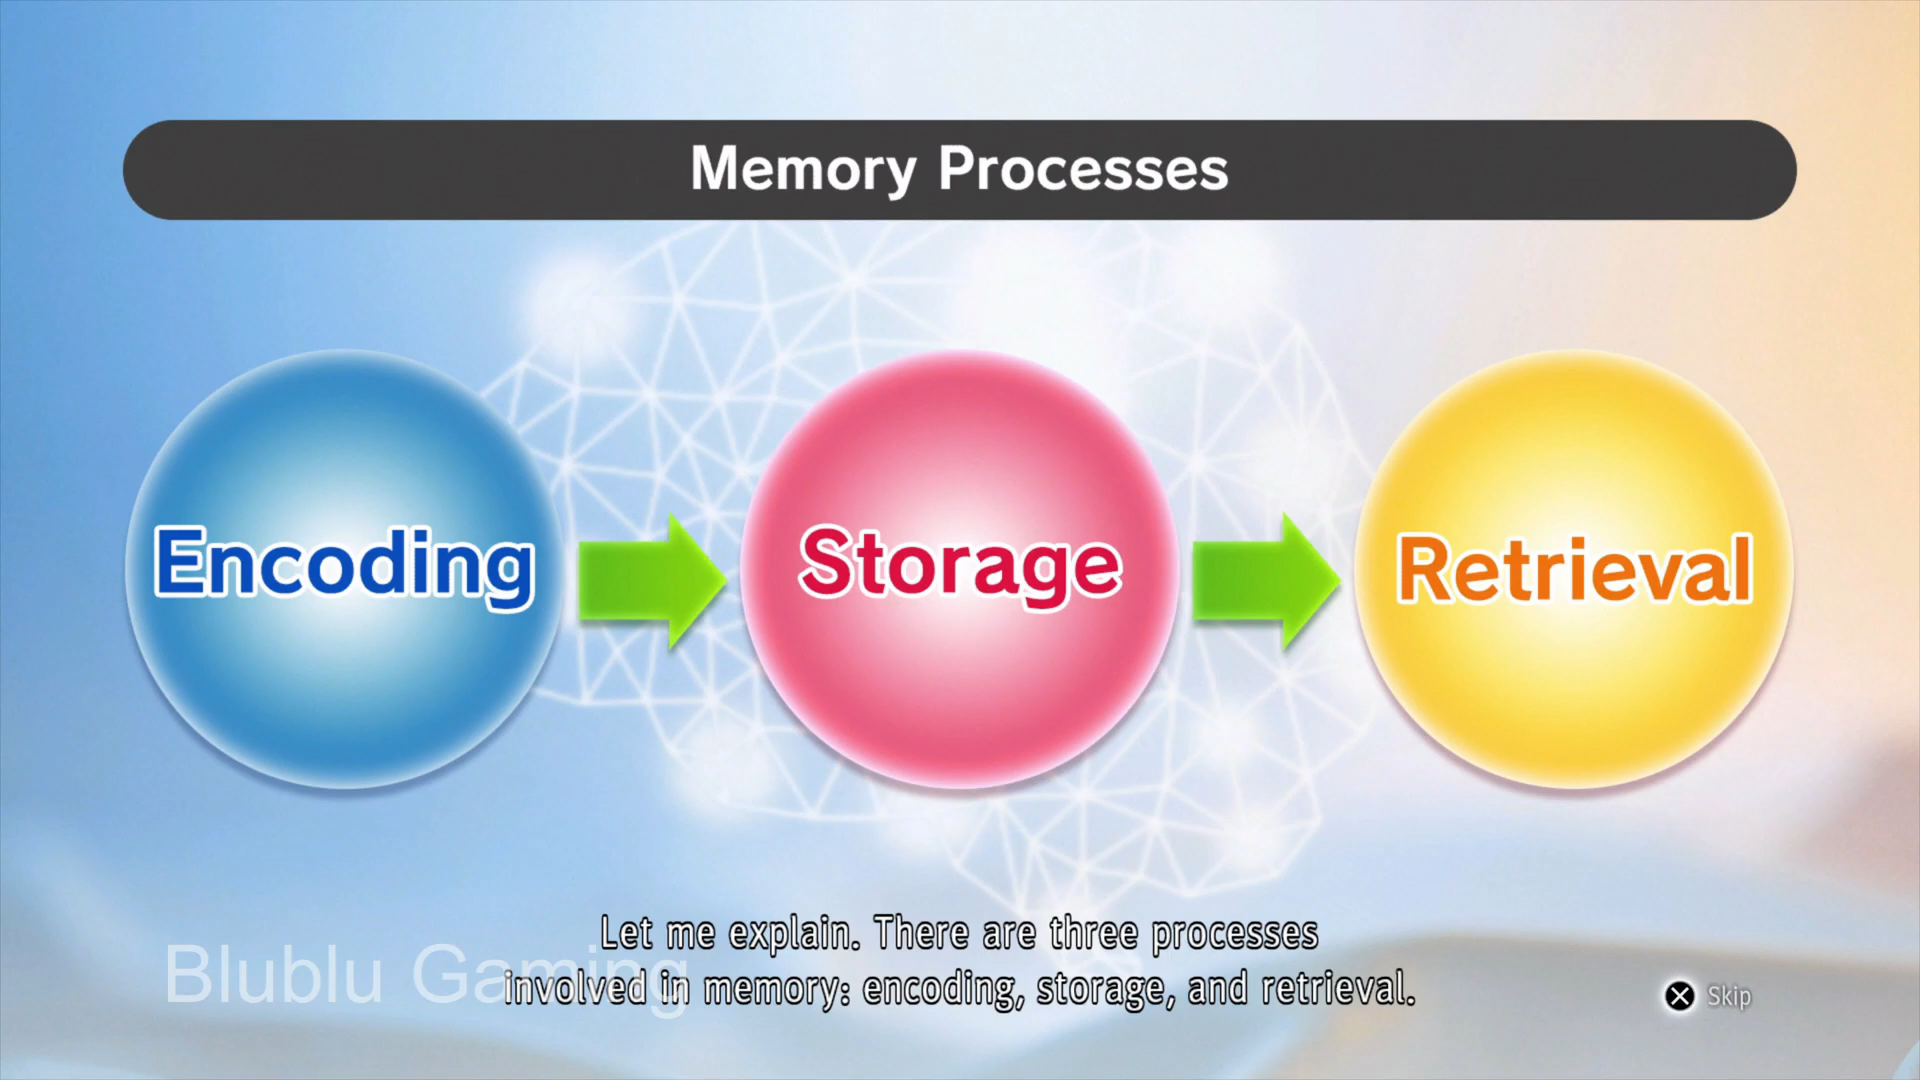 Memory Processes
Encoding
Storage
Retrieval
Let me explain. There are three processes
involved in memory: encoding, storage, and retrieval.
Blublu Gaming
Skip